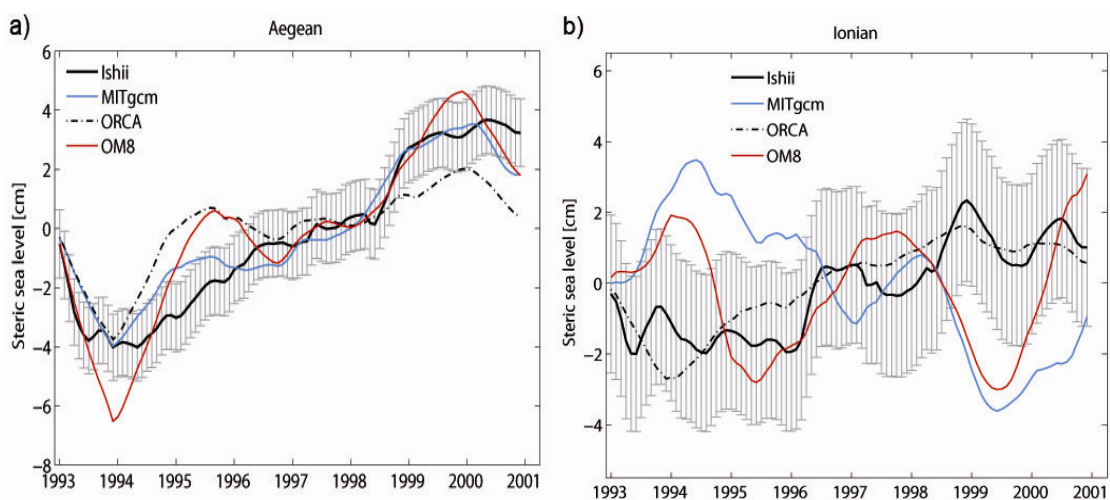 a)
Aegean
Steric sea level [cm]
6
4
2
0
-2
-4
-6
-8
Ishii
MITgcm
ORCA
OM8
1993 1994 1995 1996 1997 1998 1999 2000 2001
b)
Ionian
Steric sea level [cm]
6
4
2
0
-2
-4
Ishii
MITgcm
ORCA
OM8
1993 1994 1995 1996 1997 1998 1999 2000 2001